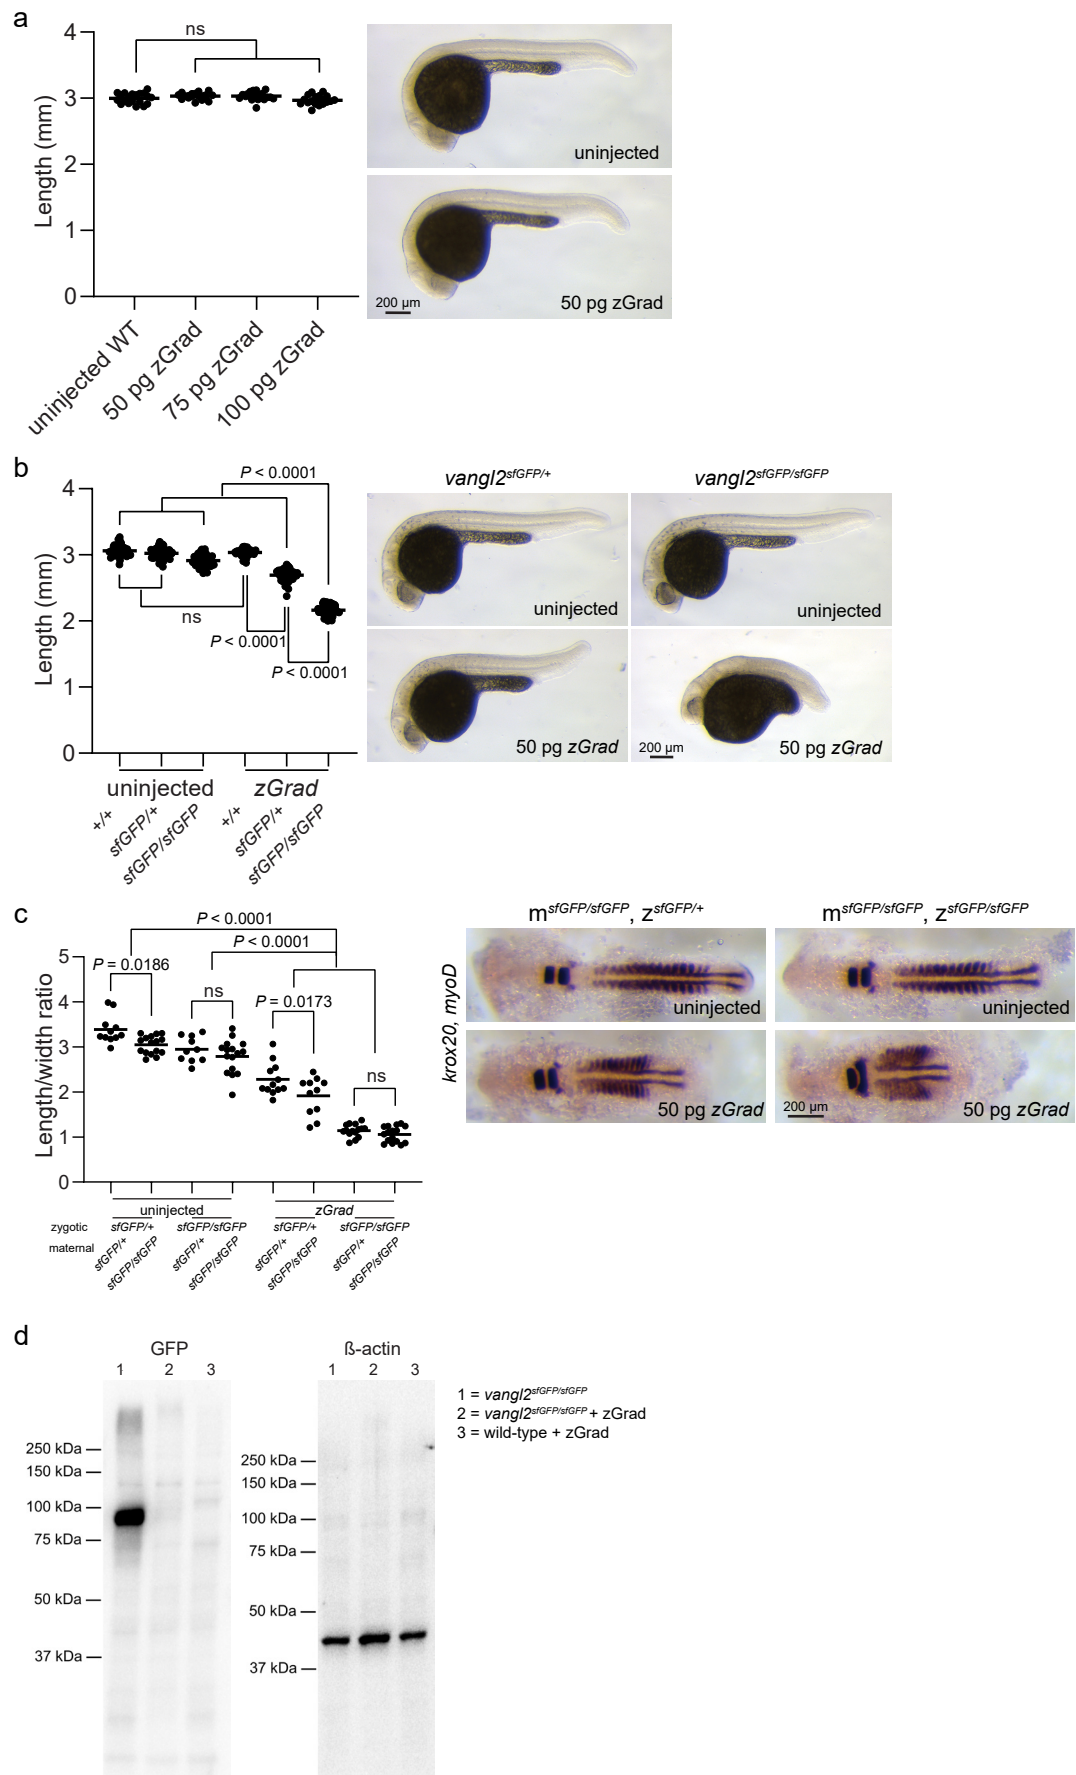 a
ns
4
3
2
1
0
Length (mm)
uninjected WT
50 pg zGrad
75 pg zGrad
100 pg zGrad
uninjected
200 µm
50 pg zGrad
b
P < 0.0001
vangl2sfGFP/+
vangl2sfGFP/sfGFP
4
3
2
1
0
Length (mm)
ns
P < 0.0001
P < 0.0001
uninjected
zGrad
+/+
sfGFP/+
sfGFP/sfGFP
+/+
sfGFP/+
sfGFP/sfGFP
uninjected
uninjected
50 pg zGrad
200 µm
50 pg zGrad
c
P < 0.0001
P < 0.0001
P = 0.0186
ns
P = 0.0173
ns
5
4
3
2
1
0
Length/width ratio
uninjected
zGrad
zygotic
sfGFP/+
sfGFP/sfGFP
sfGFP/+
sfGFP/sfGFP
maternal
sfGFP/+
sfGFP/sfGFP
sfGFP/+
sfGFP/sfGFP
sfGFP/+
sfGFP/sfGFP
sfGFP/+
sfGFP/sfGFP
msfGFP/sfGFP, zsfGFP/+
msfGFP/sfGFP, zsfGFP/sfGFP
krox20, myoD
uninjected
uninjected
50 pg zGrad
200 µm
50 pg zGrad
d
GFP
1 2 3
250 kDa
150 kDa
100 kDa
75 kDa
50 kDa
37 kDa
ß-actin
1 2 3
250 kDa
150 kDa
100 kDa
75 kDa
50 kDa
37 kDa
1 = vangl2sfGFP/sfGFP
2 = vangl2sfGFP/sfGFP + zGrad
3 = wild-type + zGrad